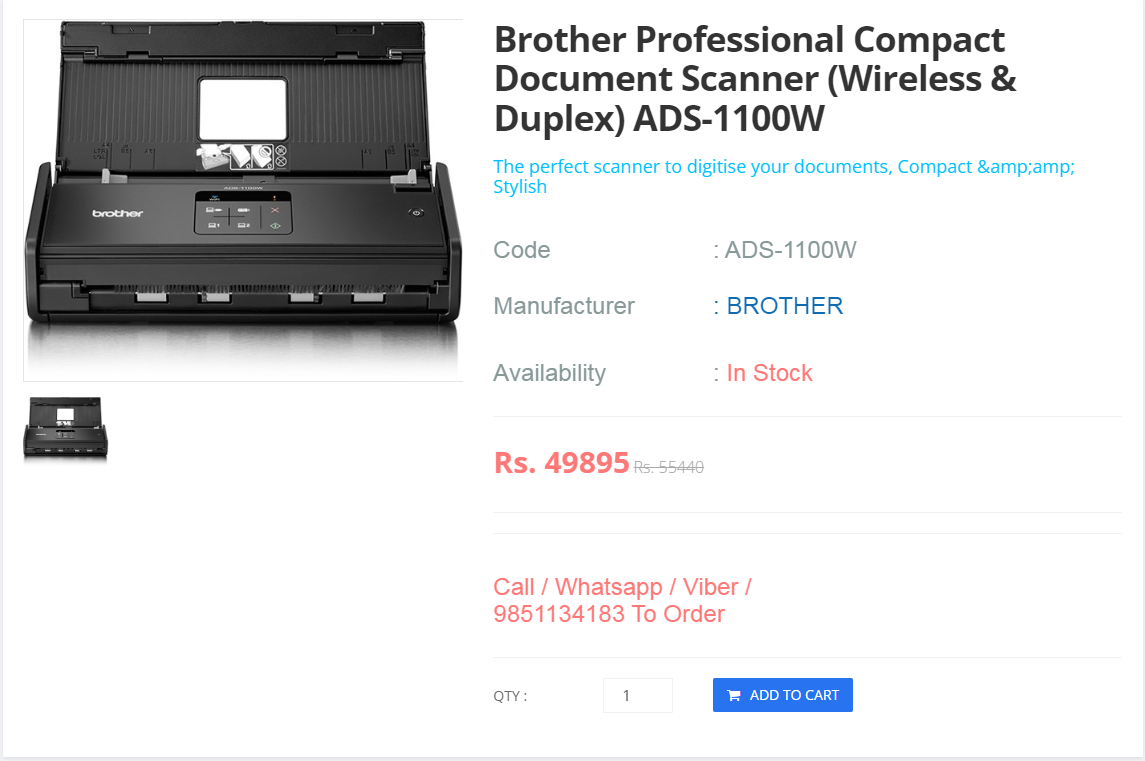 Brother Professional Compact
Document Scanner (Wireless &
Duplex) ADS-1100W
The perfect scanner to digitise your documents, Compact &amp;amp;
Stylish
Code : ADS-1100W
Manufacturer : BROTHER
Availability : In Stock
Rs. 49895 Rs. 55440
Call / Whatsapp / Viber /
9851134183 To Order
QTY : 1 ADD TO CART
ADS-1100W
WiFi
brother